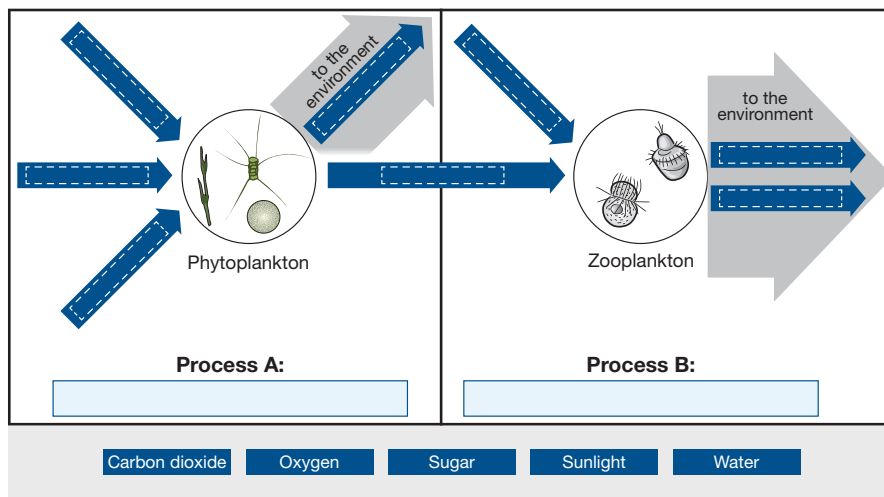 to the
environment
to the
environment
Phytoplankton
Zooplankton
Process A:
Process B:
Carbon dioxide
Oxygen
Sugar
Sunlight
Water